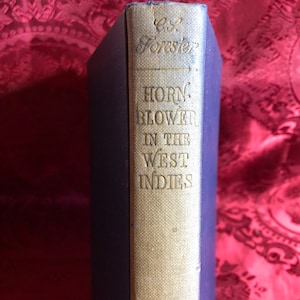 C.S.
Forester
HORN-
BLOWER
IN THE
WEST
INDIES